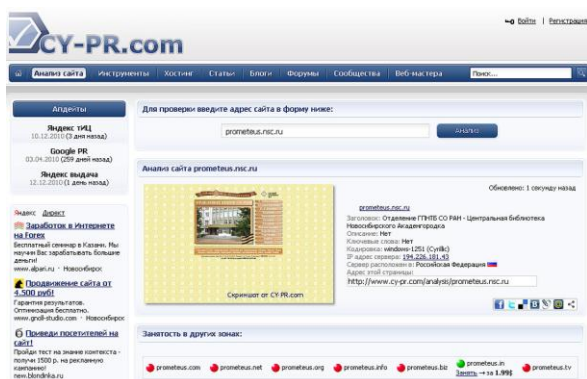 Войти | Регистрация
CY-PR.com
Анализ сайта Инструменты Хостинг Статьи Блоги Форумы Сообщества Веб-мастера Поиск...
Апдейты
Яндекс тИЦ
10.12.2010 (3 дня назад)
Google PR
03.04.2010 (259 дней назад)
Яндекс выдача
12.12.2010 (1 день назад)
Яндекс Директ
Заработок в Интернете
на Forex
Бесплатный семинар в Казани. Мы
научим Вас зарабатывать большие
деньги!
www.alpari.ru · Новосибирск
Продвижение сайта от
4.500 руб!
Гарантия результатов.
Оптимизация бесплатно.
www.gndl-studio.com · Новосибирск
Приведи посетителей на
сайт!
Пройди тест на знание контекста -
получи 1500 р. на рекламную
кампанию!
new.blondinka.ru
Для проверки введите адрес сайта в форму ниже:
prometeus.nsc.ru Анализ
Анализ сайта prometeus.nsc.ru
Обновлено: 1 секунду назад
Скриншот от CY-PR.com
prometeus.nsc.ru
Заголовок: Отделение ГПНТБ СО РАН - Центральная библиотека
Новосибирского Академгородка
Описание: Нет
Ключевые слова: Нет
Кодировка: windows-1251 (Cyrillic)
IP адрес сервера: 194.226.181.43
Сервер расположен в: Российская Федерация
Адрес этой страницы:
http://www.cy-pr.com/analysis/prometeus.nsc.ru
Занятость в других зонах:
prometeus.com prometeus.net prometeus.org prometeus.info prometeus.biz prometeus.in prometeus.tv
Занять → за 1.99$